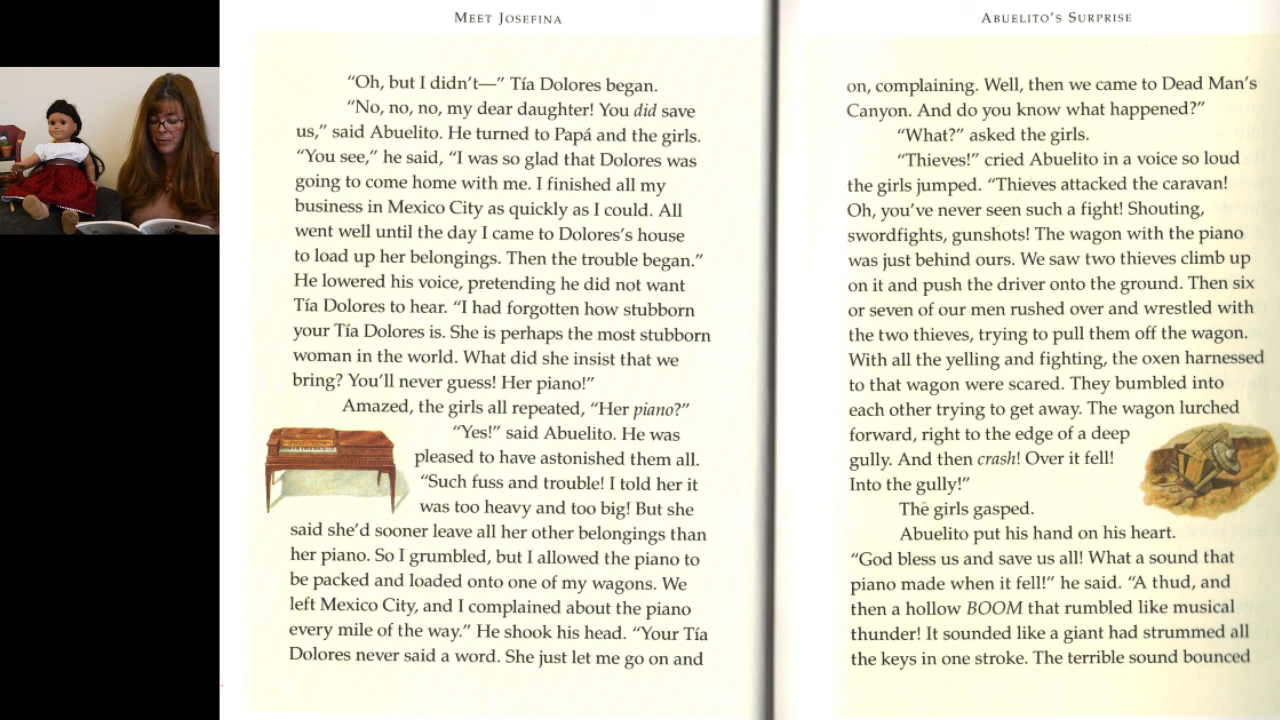 MEET JOSEFINA
“Oh, but I didn’t—” Tía Dolores began.
“No, no, no, my dear daughter! You did save
us,” said Abuelito. He turned to Papá and the girls.
“You see,” he said, “I was so glad that Dolores was
going to come home with me. I finished all my
business in Mexico City as quickly as I could. All
went well until the day I came to Dolores’s house
to load up her belongings. Then the trouble began.”
He lowered his voice, pretending he did not want
Tía Dolores to hear. “I had forgotten how stubborn
your Tía Dolores is. She is perhaps the most stubborn
woman in the world. What did she insist that we
bring? You’ll never guess! Her piano!”
Amazed, the girls all repeated, “Her piano?”
“Yes!” said Abuelito. He was
pleased to have astonished them all.
“Such fuss and trouble! I told her it
was too heavy and too big! But she
said she’d sooner leave all her other belongings than
her piano. So I grumbled, but I allowed the piano to
be packed and loaded onto one of my wagons. We
left Mexico City, and I complained about the piano
every mile of the way.” He shook his head. “Your Tía
Dolores never said a word. She just let me go on and
ABUELITO’S SURPRISE
on, complaining. Well, then we came to Dead Man’s
Canyon. And do you know what happened?”
“What?” asked the girls.
“Thieves!” cried Abuelito in a voice so loud
the girls jumped. “Thieves attacked the caravan!
Oh, you’ve never seen such a fight! Shouting,
swordfights, gunshots! The wagon with the piano
was just behind ours. We saw two thieves climb up
on it and push the driver onto the ground. Then six
or seven of our men rushed over and wrestled with
the two thieves, trying to pull them off the wagon.
With all the yelling and fighting, the oxen harnessed
to that wagon were scared. They bumbled into
each other trying to get away. The wagon lurched
forward, right to the edge of a deep
gully. And then crash! Over it fell!
Into the gully!”
The girls gasped.
Abuelito put his hand on his heart.
“God bless us and save us all! What a sound that
piano made when it fell!” he said. “A thud, and
then a hollow BOOM that rumbled like musical
thunder! It sounded like a giant had strummed all
the keys in one stroke. The terrible sound bounced